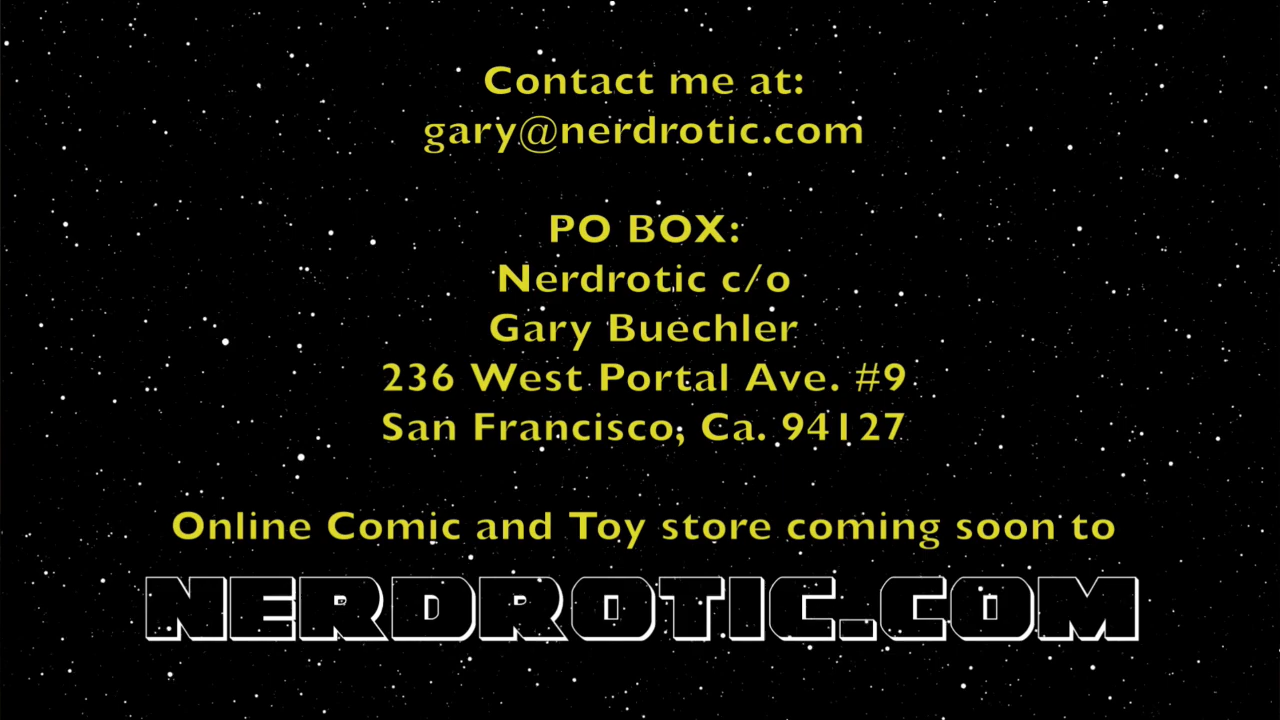 Contact me at:
gary@nerdrotic.com
PO BOX:
Nerdrotic c/o
Gary Buechler
236 West Portal Ave. #9
San Francisco, Ca. 94127
Online Comic and Toy store coming soon to
NERDROTIC.COM